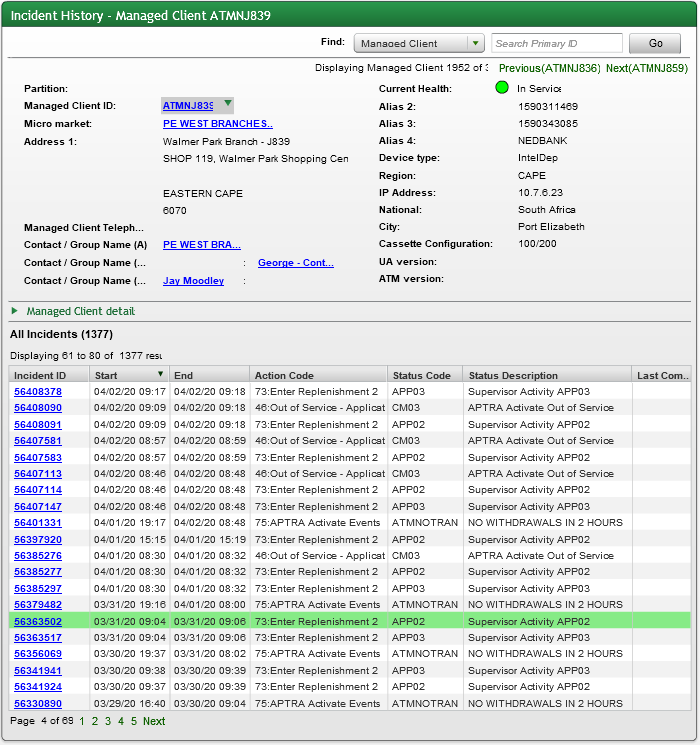 Incident History - Managed Client ATMNJ839
Find: Managed Client Search Primary ID Go
Displaying Managed Client 1952 of Previous(ATMNJ836) Next(ATMNJ859)
Partition: Current Health: In Service
Managed Client ID: ATMNJ839 Alias 2: 1590311469
Micro market: PE WEST BRANCHES.. Alias 3: 1590343085
Address 1: Walmer Park Branch - J839 Alias 4: NEDBANK
SHOP 119, Walmer Park Shopping Cen Device type: IntelDep
Region: CAPE
EASTERN CAPE IP Address: 10.7.6.23
6070 National: South Africa
Managed Client Teleph... City: Port Elizabeth
Contact / Group Name (A) PE WEST BRA... Cassette Configuration: 100/200
Contact / Group Name (... : George - Cont... UA version:
Contact / Group Name (... Jay Moodley : ATM version:
Managed Client detail
All Incidents (1377)
Displaying 61 to 80 of 1377 resu
Incident ID Start End Action Code Status Code Status Description Last Com..
56408378 04/02/20 09:17 04/02/20 09:18 73:Enter Replenishment 2 APP03 Supervisor Activity APP03
56408090 04/02/20 09:09 04/02/20 09:18 46:Out of Service - Applicat CM03 APTRA Activate Out of Service
56408091 04/02/20 09:09 04/02/20 09:18 73:Enter Replenishment 2 APP02 Supervisor Activity APP02
56407581 04/02/20 08:57 04/02/20 08:59 46:Out of Service - Applicat CM03 APTRA Activate Out of Service
56407583 04/02/20 08:57 04/02/20 08:59 73:Enter Replenishment 2 APP02 Supervisor Activity APP02
56407113 04/02/20 08:46 04/02/20 08:48 46:Out of Service - Applicat CM03 APTRA Activate Out of Service
56407114 04/02/20 08:46 04/02/20 08:48 73:Enter Replenishment 2 APP02 Supervisor Activity APP02
56407147 04/02/20 08:46 04/02/20 08:48 73:Enter Replenishment 2 APP03 Supervisor Activity APP03
56401331 04/01/20 19:17 04/02/20 08:48 75:APTRA Activate Events ATMNOTRAN NO WITHDRAWALS IN 2 HOURS
56397920 04/01/20 15:15 04/01/20 15:19 73:Enter Replenishment 2 APP02 Supervisor Activity APP02
56385276 04/01/20 08:30 04/01/20 08:32 46:Out of Service - Applicat CM03 APTRA Activate Out of Service
56385277 04/01/20 08:30 04/01/20 08:32 73:Enter Replenishment 2 APP02 Supervisor Activity APP02
56385297 04/01/20 08:30 04/01/20 08:32 73:Enter Replenishment 2 APP03 Supervisor Activity APP03
56379482 03/31/20 19:16 04/01/20 08:00 75:APTRA Activate Events ATMNOTRAN NO WITHDRAWALS IN 2 HOURS
56363502 03/31/20 09:04 03/31/20 09:06 73:Enter Replenishment 2 APP02 Supervisor Activity APP02
56363517 03/31/20 09:04 03/31/20 09:06 73:Enter Replenishment 2 APP03 Supervisor Activity APP03
56356069 03/30/20 19:37 03/31/20 08:02 75:APTRA Activate Events ATMNOTRAN NO WITHDRAWALS IN 2 HOURS
56341941 03/30/20 09:38 03/30/20 09:39 73:Enter Replenishment 2 APP03 Supervisor Activity APP03
56341924 03/30/20 09:37 03/30/20 09:39 73:Enter Replenishment 2 APP02 Supervisor Activity APP02
56330890 03/29/20 16:40 03/30/20 09:04 75:APTRA Activate Events ATMNOTRAN NO WITHDRAWALS IN 2 HOURS
Page 4 of 69 1 2 3 4 5 Next